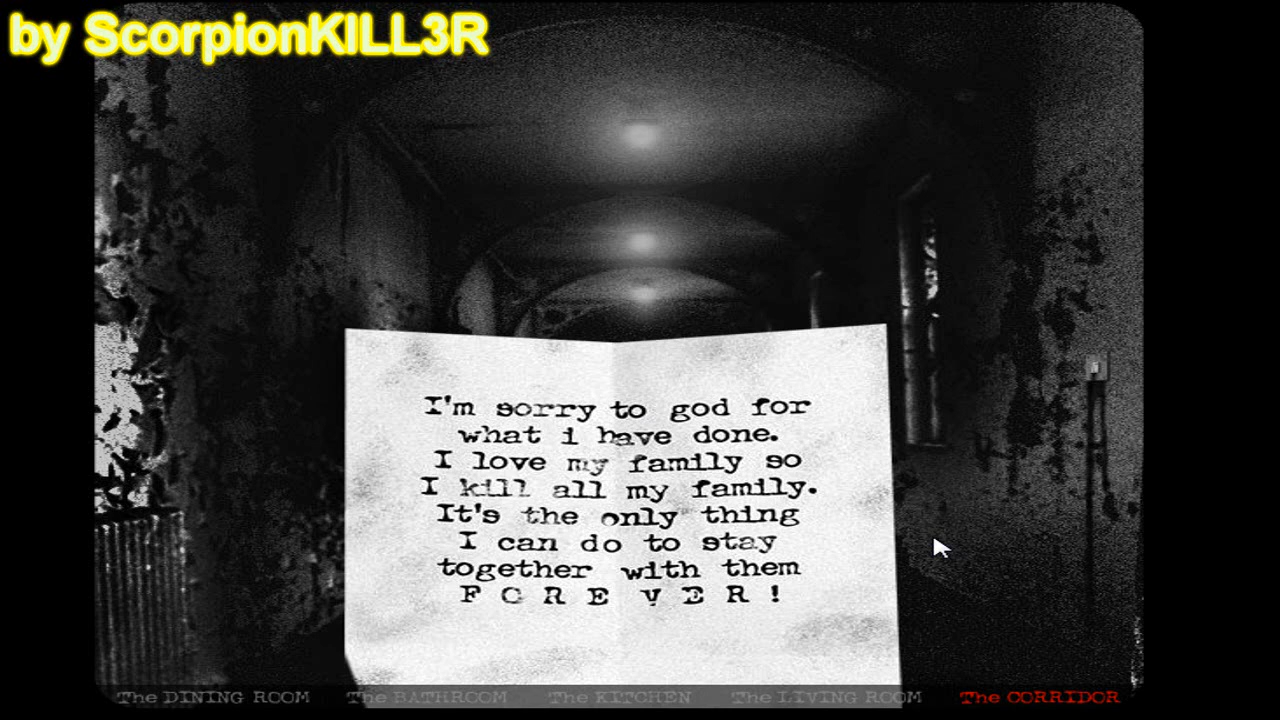 by ScorpionKILL3R
I'm sorry to god for
what i have done.
I love my family so
I kill all my family.
It's the only thing
I can do to stay
together with them
F O R E V E R !
The DINING ROOM The BATHROOM The KITCHEN The LIVING ROOM The CORRIDOR